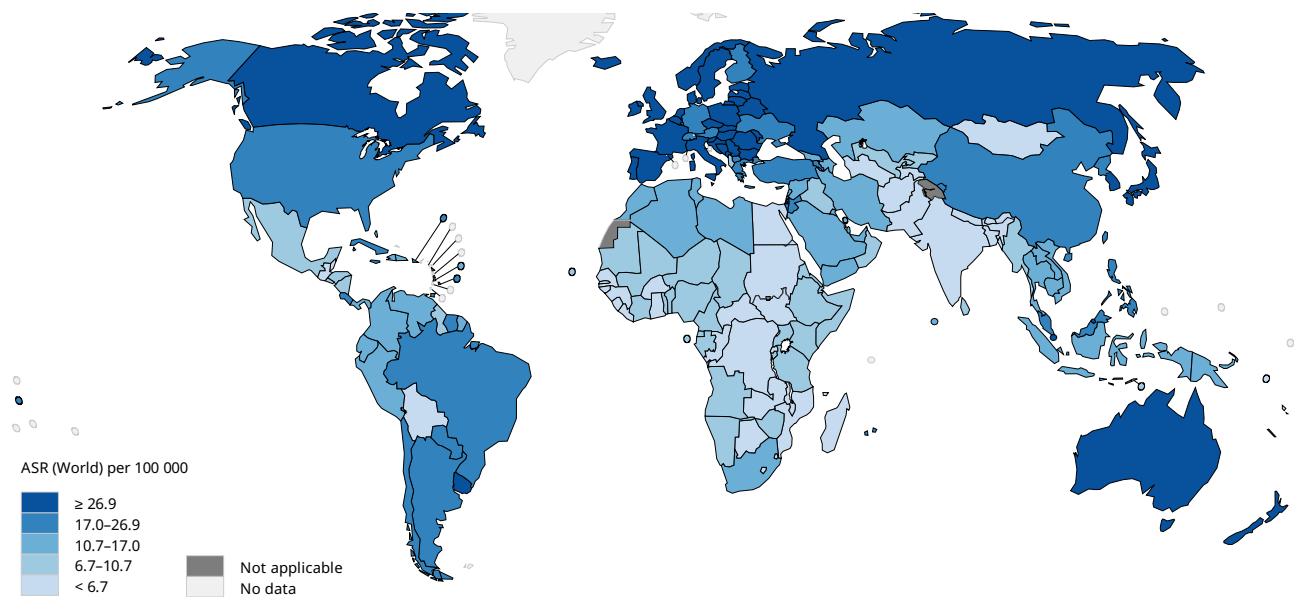 ASR (World) per 100 000
≥ 26.9
17.0–26.9
10.7–17.0
6.7–10.7
< 6.7
Not applicable
No data